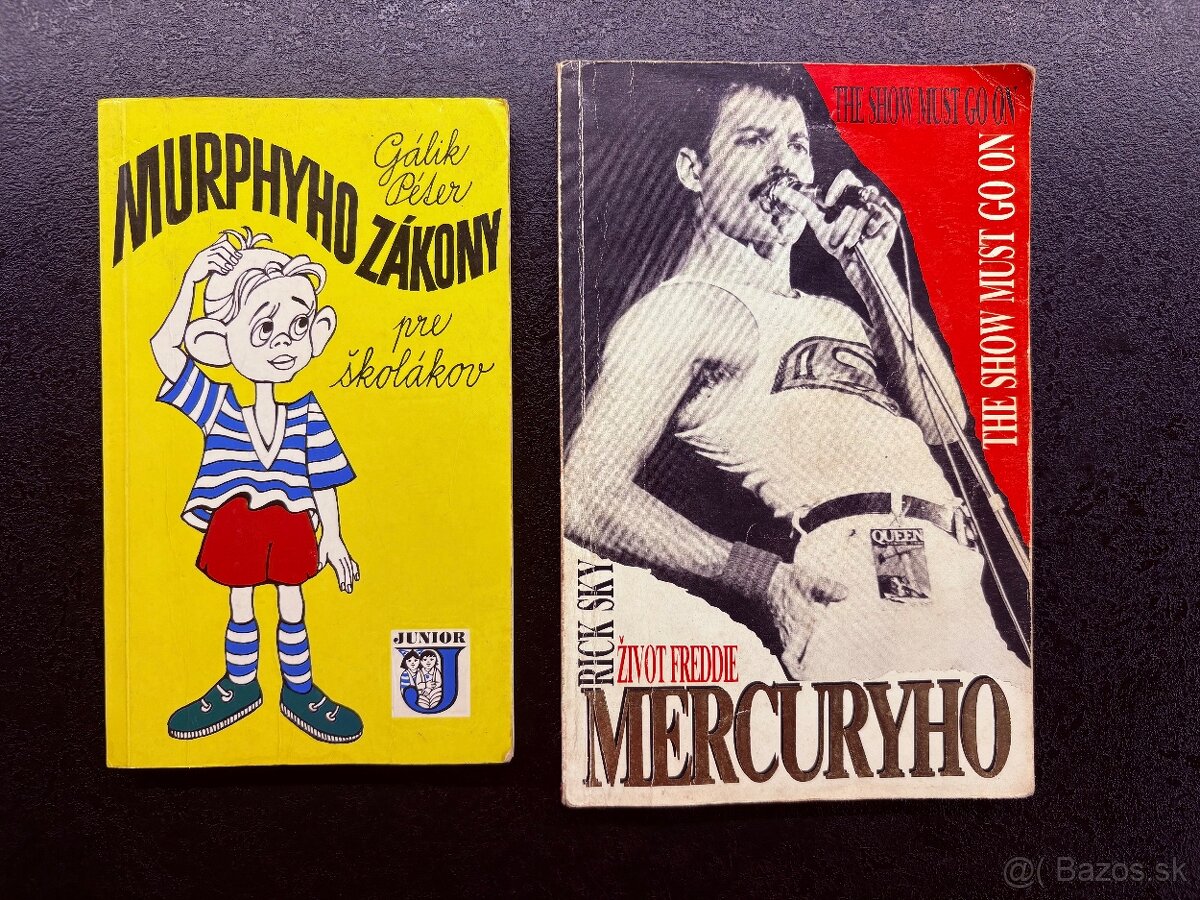 MURPHYHO ZÁKONY
Gálik
Péter
pre
školákov
JUNIOR
J
THE SHOW MUST GO ON
THE SHOW MUST GO ON
QUEEN
RICK SKY
ŽIVOT FREDDIE
MERCURYHO
@( Bazos.sk